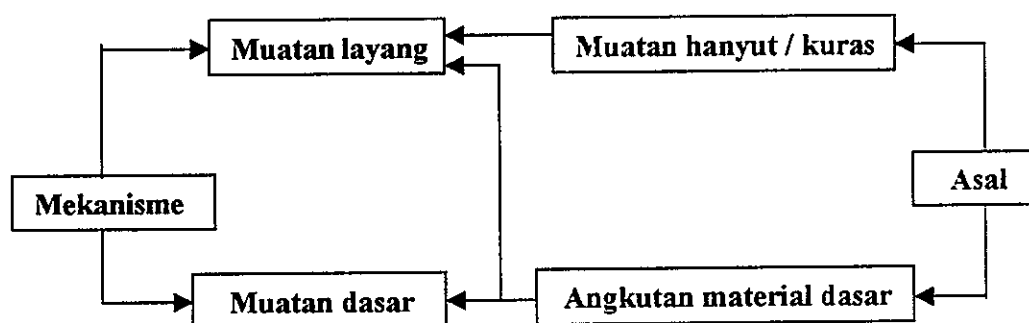 Muatan layang
Muatan hanyut / kuras
Mekanisme
Asal
Muatan dasar
Angkutan material dasar